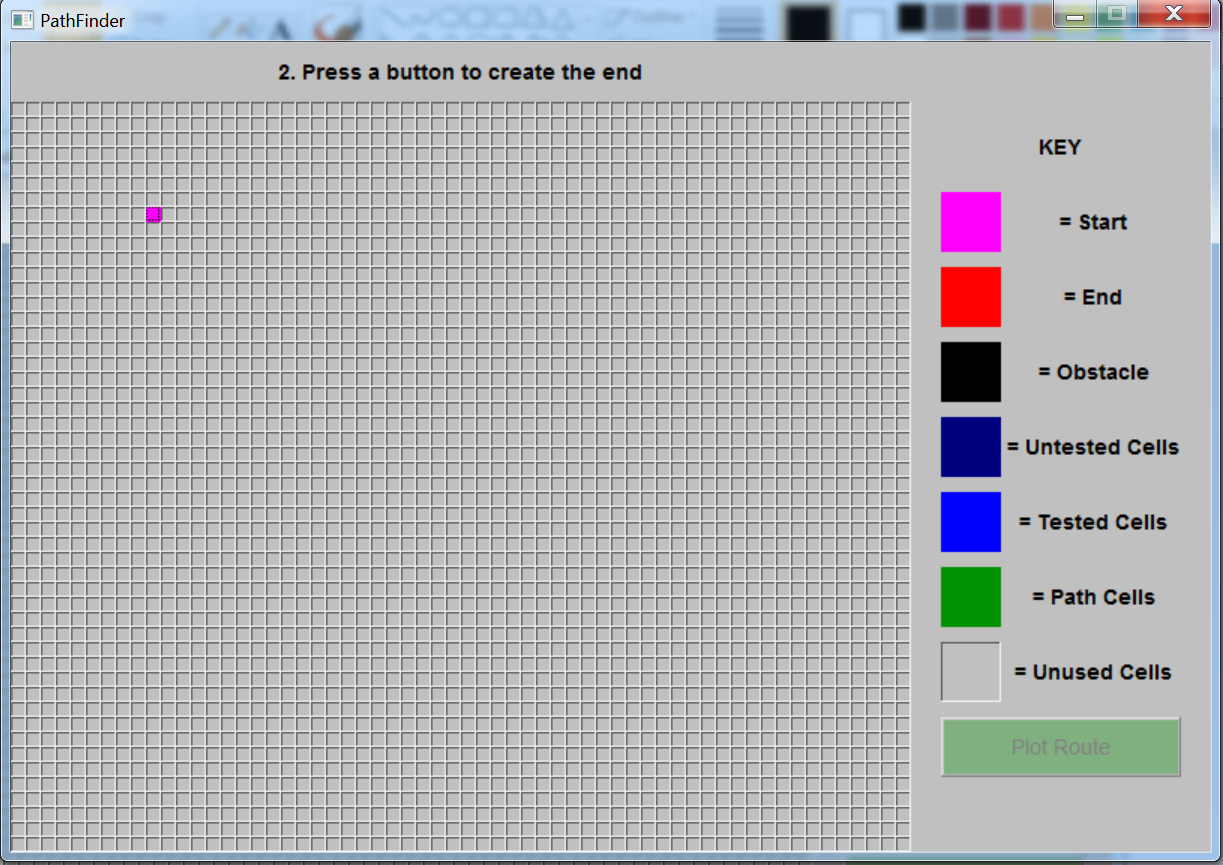 PathFinder
2. Press a button to create the end
KEY
= Start
= End
= Obstacle
= Untested Cells
= Tested Cells
= Path Cells
= Unused Cells
Plot Route